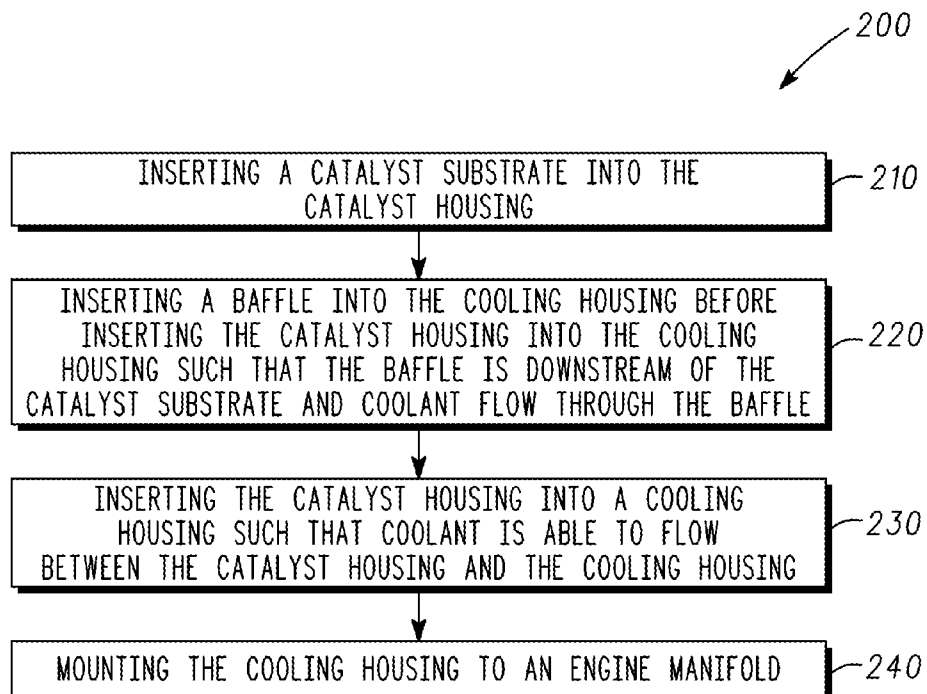 200
INSERTING A CATALYST SUBSTRATE INTO THE
CATALYST HOUSING
210
INSERTING A BAFFLE INTO THE COOLING HOUSING BEFORE
INSERTING THE CATALYST HOUSING INTO THE COOLING
HOUSING SUCH THAT THE BAFFLE IS DOWNSTREAM OF THE
CATALYST SUBSTRATE AND COOLANT FLOW THROUGH THE BAFFLE
220
INSERTING THE CATALYST HOUSING INTO A COOLING
HOUSING SUCH THAT COOLANT IS ABLE TO FLOW
BETWEEN THE CATALYST HOUSING AND THE COOLING HOUSING
230
MOUNTING THE COOLING HOUSING TO AN ENGINE MANIFOLD
240